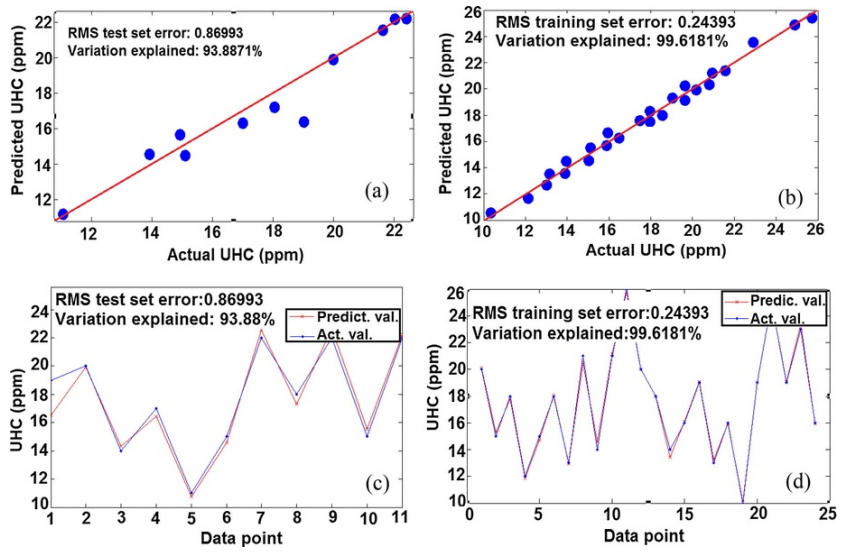 RMS test set error: 0.86993
Variation explained: 93.8871%
Predicted UHC (ppm)
22
20
18
16
14
12
12 14 16 18 20 22
Actual UHC (ppm)
(a)
RMS training set error: 0.24393
Variation explained: 99.6181%
Predicted UHC (ppm)
26
24
22
20
18
16
14
12
10
10 12 14 16 18 20 22 24 26
Actual UHC (ppm)
(b)
RMS test set error:0.86993
Variation explained: 93.88%
Predict. val.
Act. val.
UHC (ppm)
24
22
20
18
16
14
12
10
1 2 3 4 5 6 7 8 9 10 11
Data point
(c)
RMS training set error:0.24393
Variation explained:99.6181%
Predic. val.
Act. val.
UHC (ppm)
26
24
22
20
18
16
14
12
10
0 5 10 15 20 25
Data point
(d)